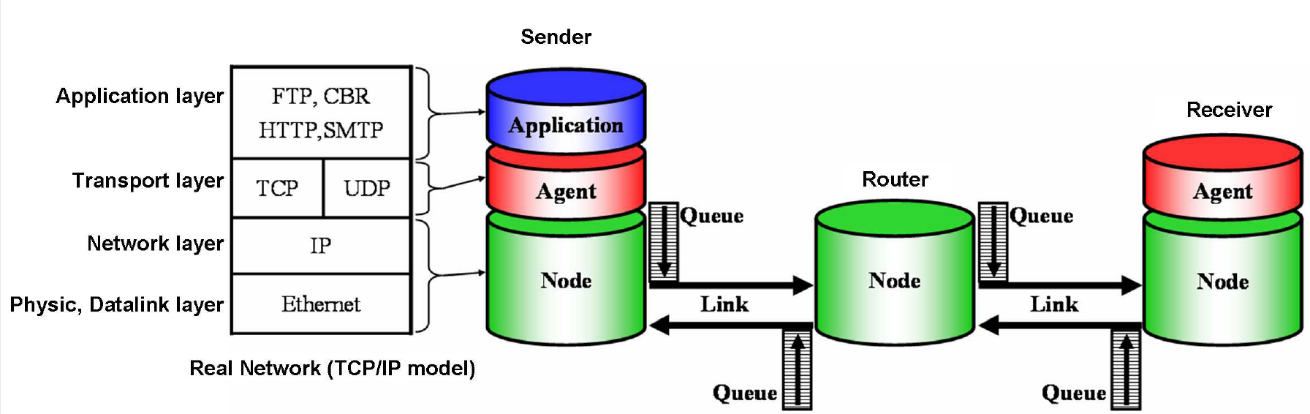 Sender
Application layer
FTP, CBR
HTTP,SMTP
Application
Receiver
Transport layer
TCP
UDP
Agent
Router
Agent
Queue
Queue
Network layer
IP
Node
Node
Node
Physic, Datalink layer
Ethernet
Link
Link
Real Network (TCP/IP model)
Queue
Queue